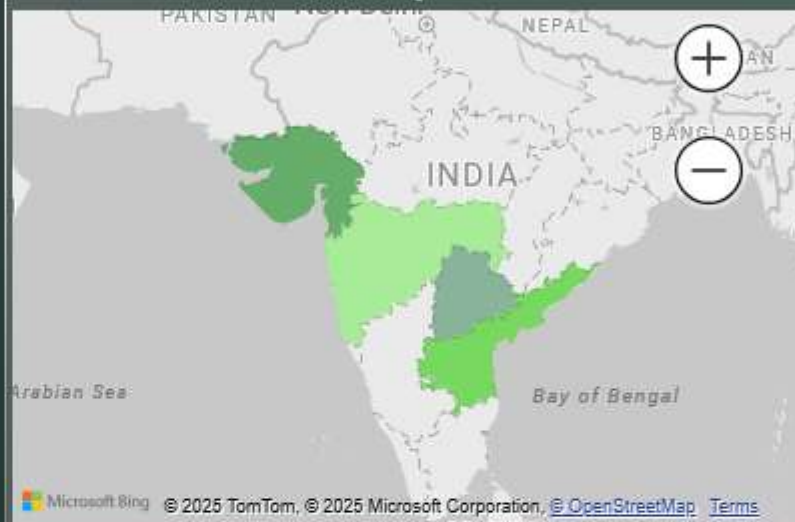 PAKISTAN
NEPAL
BANGLADESH
INDIA
Arabian Sea
Bay of Bengal
Microsoft Bing © 2025 TomTom, © 2025 Microsoft Corporation, © OpenStreetMap Terms